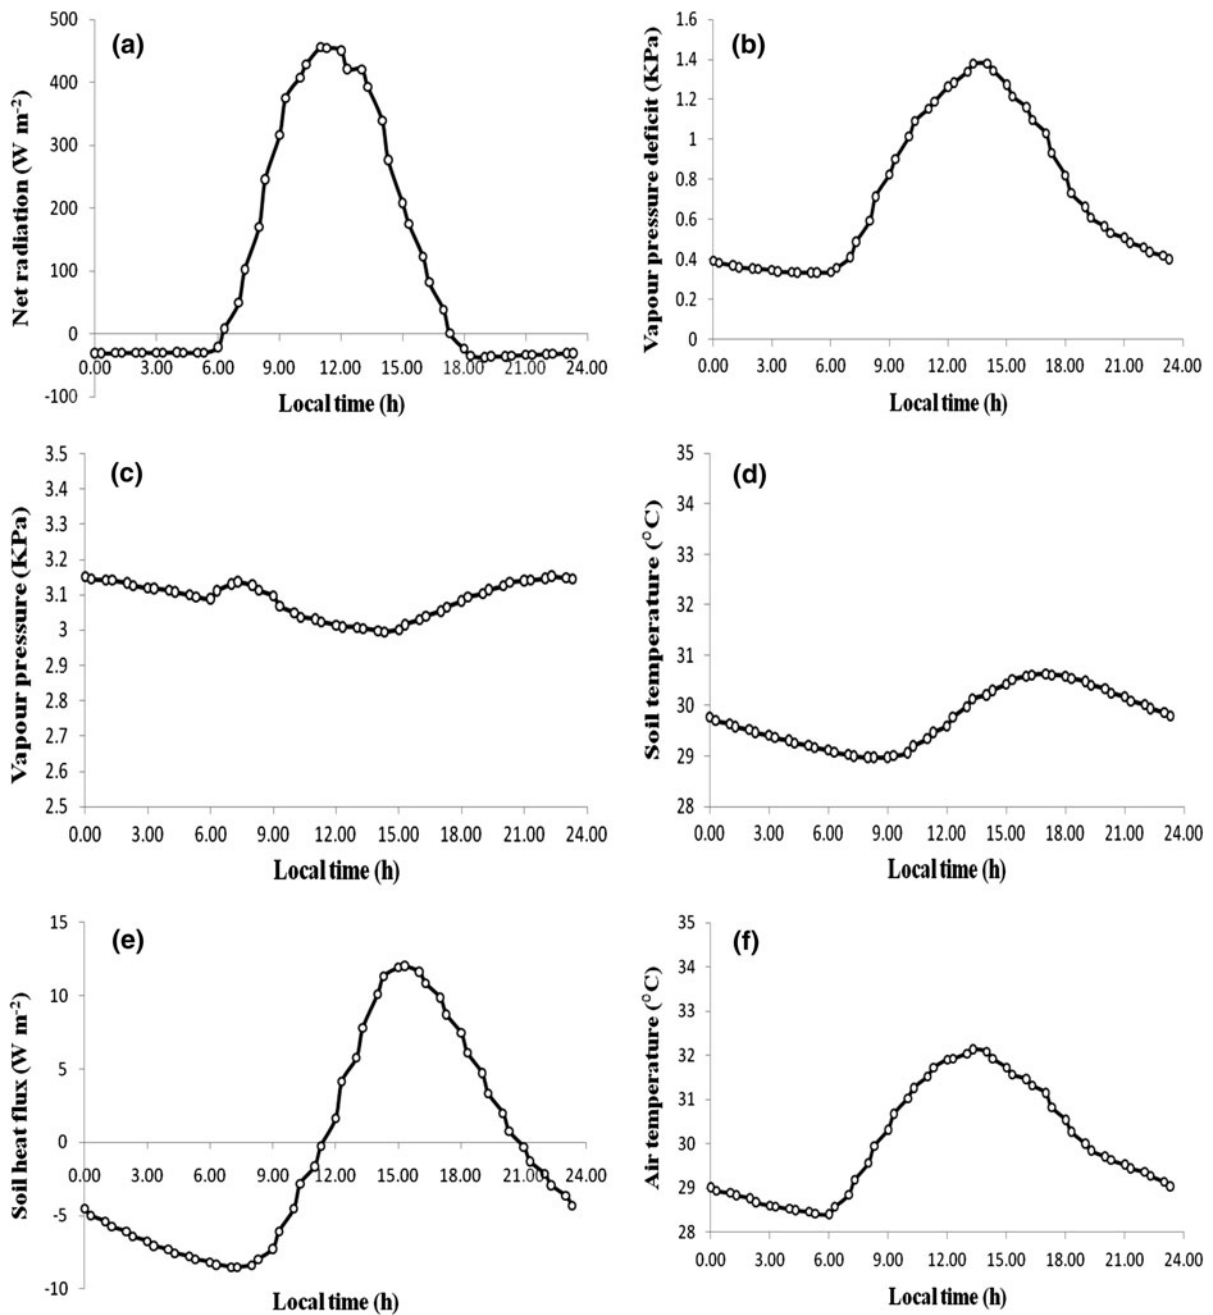 (a)
Net radiation (W m⁻²)
500
400
300
200
100
0
-100
0.00 3.00 6.00 9.00 12.00 15.00 18.00 21.00 24.00
Local time (h)
(b)
Vapour pressure deficit (KPa)
1.6
1.4
1.2
1
0.8
0.6
0.4
0.2
0
0.00 3.00 6.00 9.00 12.00 15.00 18.00 21.00 24.00
Local time (h)
(c)
Vapour pressure (KPa)
3.5
3.4
3.3
3.2
3.1
3
2.9
2.8
2.7
2.6
2.5
0.00 3.00 6.00 9.00 12.00 15.00 18.00 21.00 24.00
Local time (h)
(d)
Soil temperature (°C)
35
34
33
32
31
30
29
28
0.00 3.00 6.00 9.00 12.00 15.00 18.00 21.00 24.00
Local time (h)
(e)
Soil heat flux (W m⁻²)
15
10
5
0
-5
-10
0.00 3.00 6.00 9.00 12.00 15.00 18.00 21.00 24.00
Local time (h)
(f)
Air temperature (°C)
35
34
33
32
31
30
29
28
0.00 3.00 6.00 9.00 12.00 15.00 18.00 21.00 24.00
Local time (h)